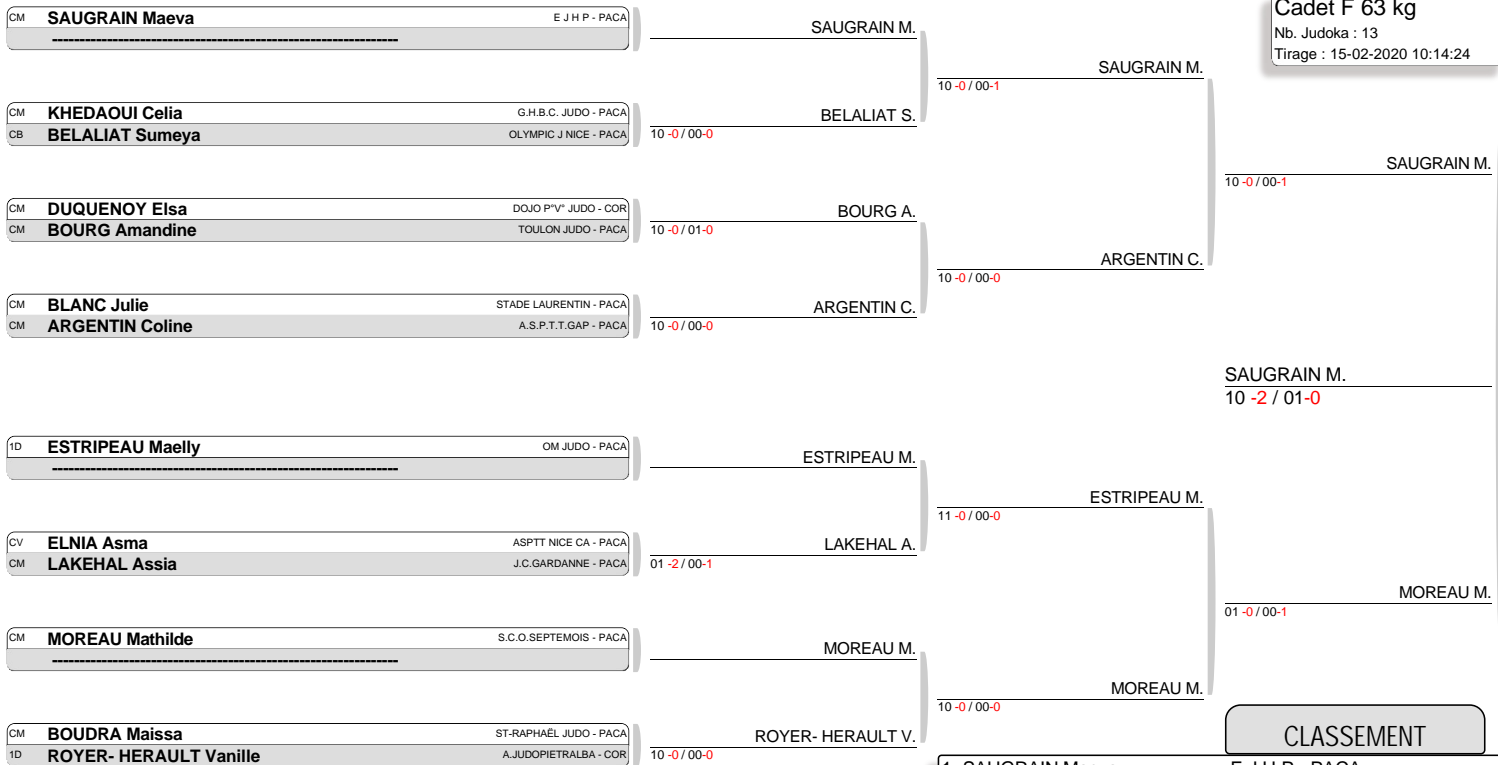 Cadet F 63 kg
Nb. Judoka : 13
Tirage : 15-02-2020 10:14:24
CM SAUGRAIN Maeva E J H P - PACA
----------------------------------------------------------------
SAUGRAIN M.
SAUGRAIN M.
10 -0 / 00-1
CM KHEDAOUI Celia G.H.B.C. JUDO - PACA
CB BELALIAT Sumeya OLYMPIC J NICE - PACA
BELALIAT S.
10 -0 / 00-0
SAUGRAIN M.
10 -0 / 00-1
CM DUQUENOY Elsa DOJO P°V° JUDO - COR
CM BOURG Amandine TOULON JUDO - PACA
BOURG A.
10 -0 / 01-0
ARGENTIN C.
10 -0 / 00-0
CM BLANC Julie STADE LAURENTIN - PACA
CM ARGENTIN Coline A.S.P.T.T.GAP - PACA
ARGENTIN C.
10 -0 / 00-0
SAUGRAIN M.
10 -2 / 01-0
1D ESTRIPEAU Maelly OM JUDO - PACA
----------------------------------------------------------------
ESTRIPEAU M.
ESTRIPEAU M.
11 -0 / 00-0
CV ELNIA Asma ASPTT NICE CA - PACA
CM LAKEHAL Assia J.C.GARDANNE - PACA
LAKEHAL A.
01 -2 / 00-1
MOREAU M.
01 -0 / 00-1
CM MOREAU Mathilde S.C.O.SEPTEMOIS - PACA
----------------------------------------------------------------
MOREAU M.
MOREAU M.
10 -0 / 00-0
CM BOUDRA Maissa ST-RAPHAËL JUDO - PACA
1D ROYER- HERAULT Vanille A.JUDOPIETRALBA - COR
ROYER- HERAULT V.
10 -0 / 00-0
CLASSEMENT
1. SAUGRAIN Maeva E J H P - PACA